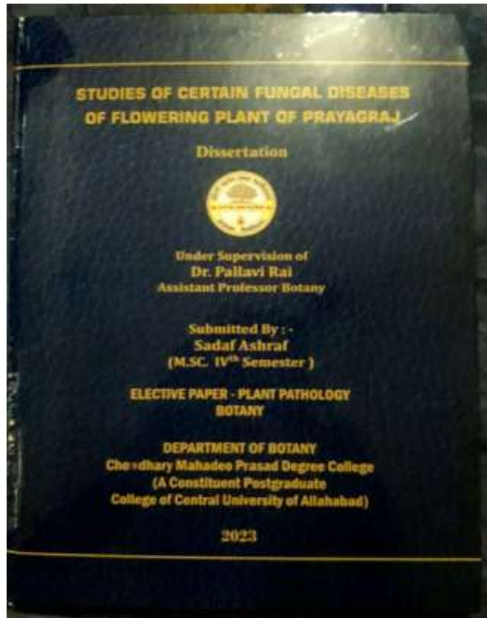 STUDIES OF CERTAIN FUNGAL DISEASES
OF FLOWERING PLANT OF PRAYAGRAJ
Dissertation
Under Supervision of
Dr. Pallavi Rai
Assistant Professor Botany
Submitted By : -
Sadaf Ashraf
(M.SC. IVth Semester )
ELECTIVE PAPER - PLANT PATHOLOGY
BOTANY
DEPARTMENT OF BOTANY
Chowdhary Mahadeo Prasad Degree College
(A Constituent Postgraduate
College of Central University of Allahabad)
2023